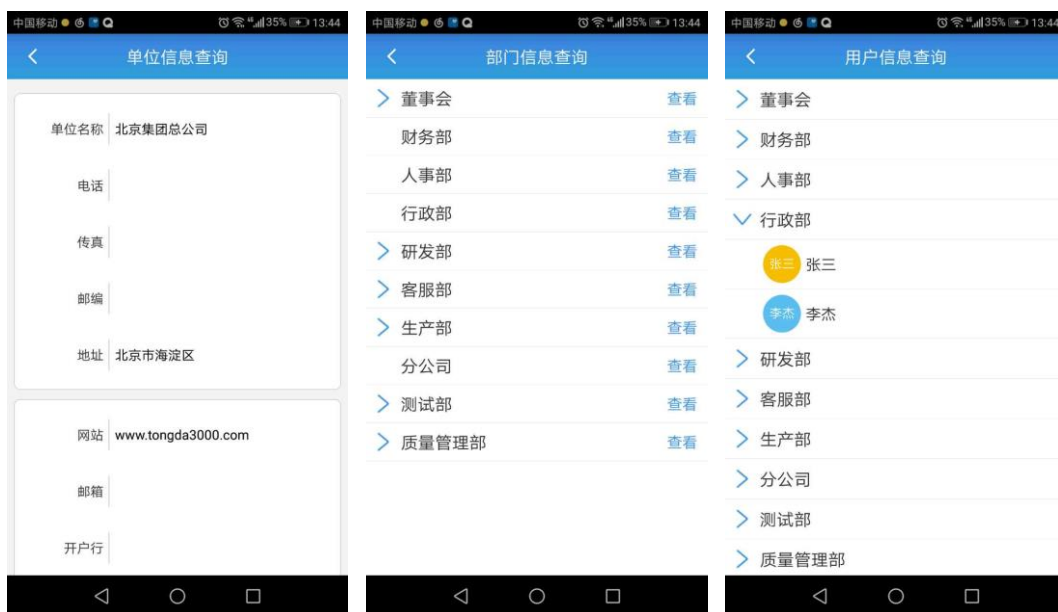 中国移动
35% 13:44
单位信息查询
单位名称 北京集团总公司
电话
传真
邮编
地址 北京市海淀区
网站 www.tongda3000.com
邮箱
开户行
中国移动
35% 13:44
部门信息查询
董事会 查看
财务部 查看
人事部 查看
行政部 查看
研发部 查看
客服部 查看
生产部 查看
分公司 查看
测试部 查看
质量管理部 查看
中国移动
35% 13:44
用户信息查询
董事会
财务部
人事部
行政部
张三 张三
李杰 李杰
研发部
客服部
生产部
分公司
测试部
质量管理部